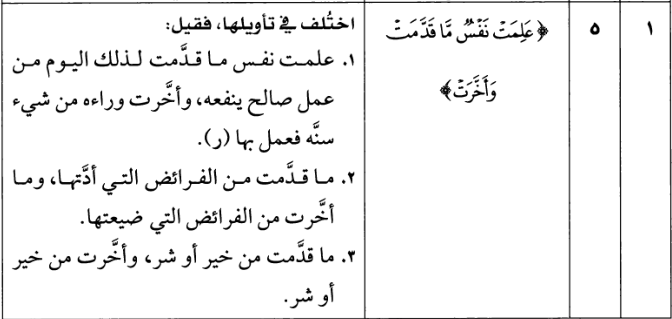 ١ ٥ ﴿عَلِمَتْ نَفْسٌ مَّا قَدَّمَتْ
وَأَخَّرَتْ﴾
اختُلف في تأويلها، فقيل:
١. علمت نفس ما قدَّمت لذلك اليوم من
عمل صالح ينفعه، وأخَّرت وراءه من شيء
سنَّه فعمل بها (ر).
٢. ما قدَّمت من الفرائض التي أدَّتها، وما
أخَّرت من الفرائض التي ضيعتها.
٣. ما قدَّمت من خير أو شر، وأخَّرت من خير
أو شر.